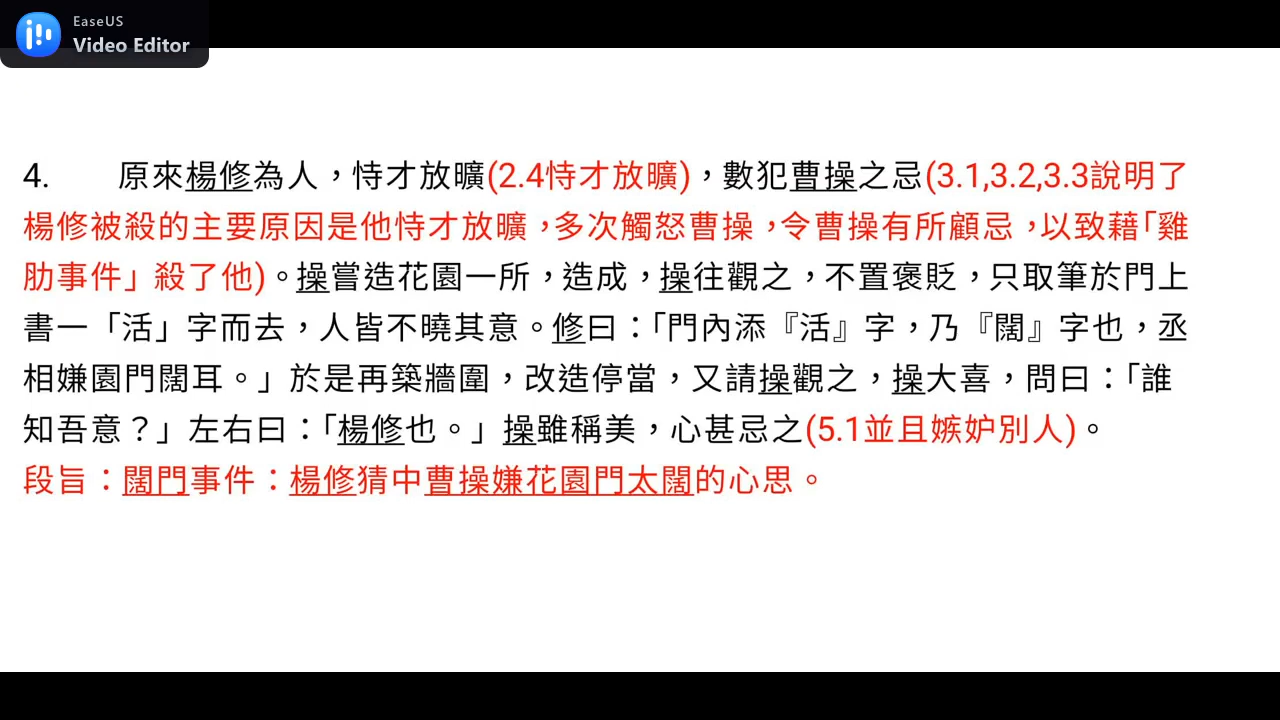 EaseUS
Video Editor
4. 原來楊修為人，恃才放曠(2.4恃才放曠)，數犯曹操之忌(3.1,3.2,3.3說明了
楊修被殺的主要原因是他恃才放曠，多次觸怒曹操，令曹操有所顧忌，以致藉「雞
肋事件」殺了他)。操嘗造花園一所，造成，操往觀之，不置褒貶，只取筆於門上
書一「活」字而去，人皆不曉其意。修曰：「門內添『活』字，乃『闊』字也，丞
相嫌園門闊耳。」於是再築牆圍，改造停當，又請操觀之，操大喜，問曰：「誰
知吾意？」左右曰：「楊修也。」操雖稱美，心甚忌之(5.1並且嫉妒別人)。
段旨：闊門事件：楊修猜中曹操嫌花園門太闊的心思。